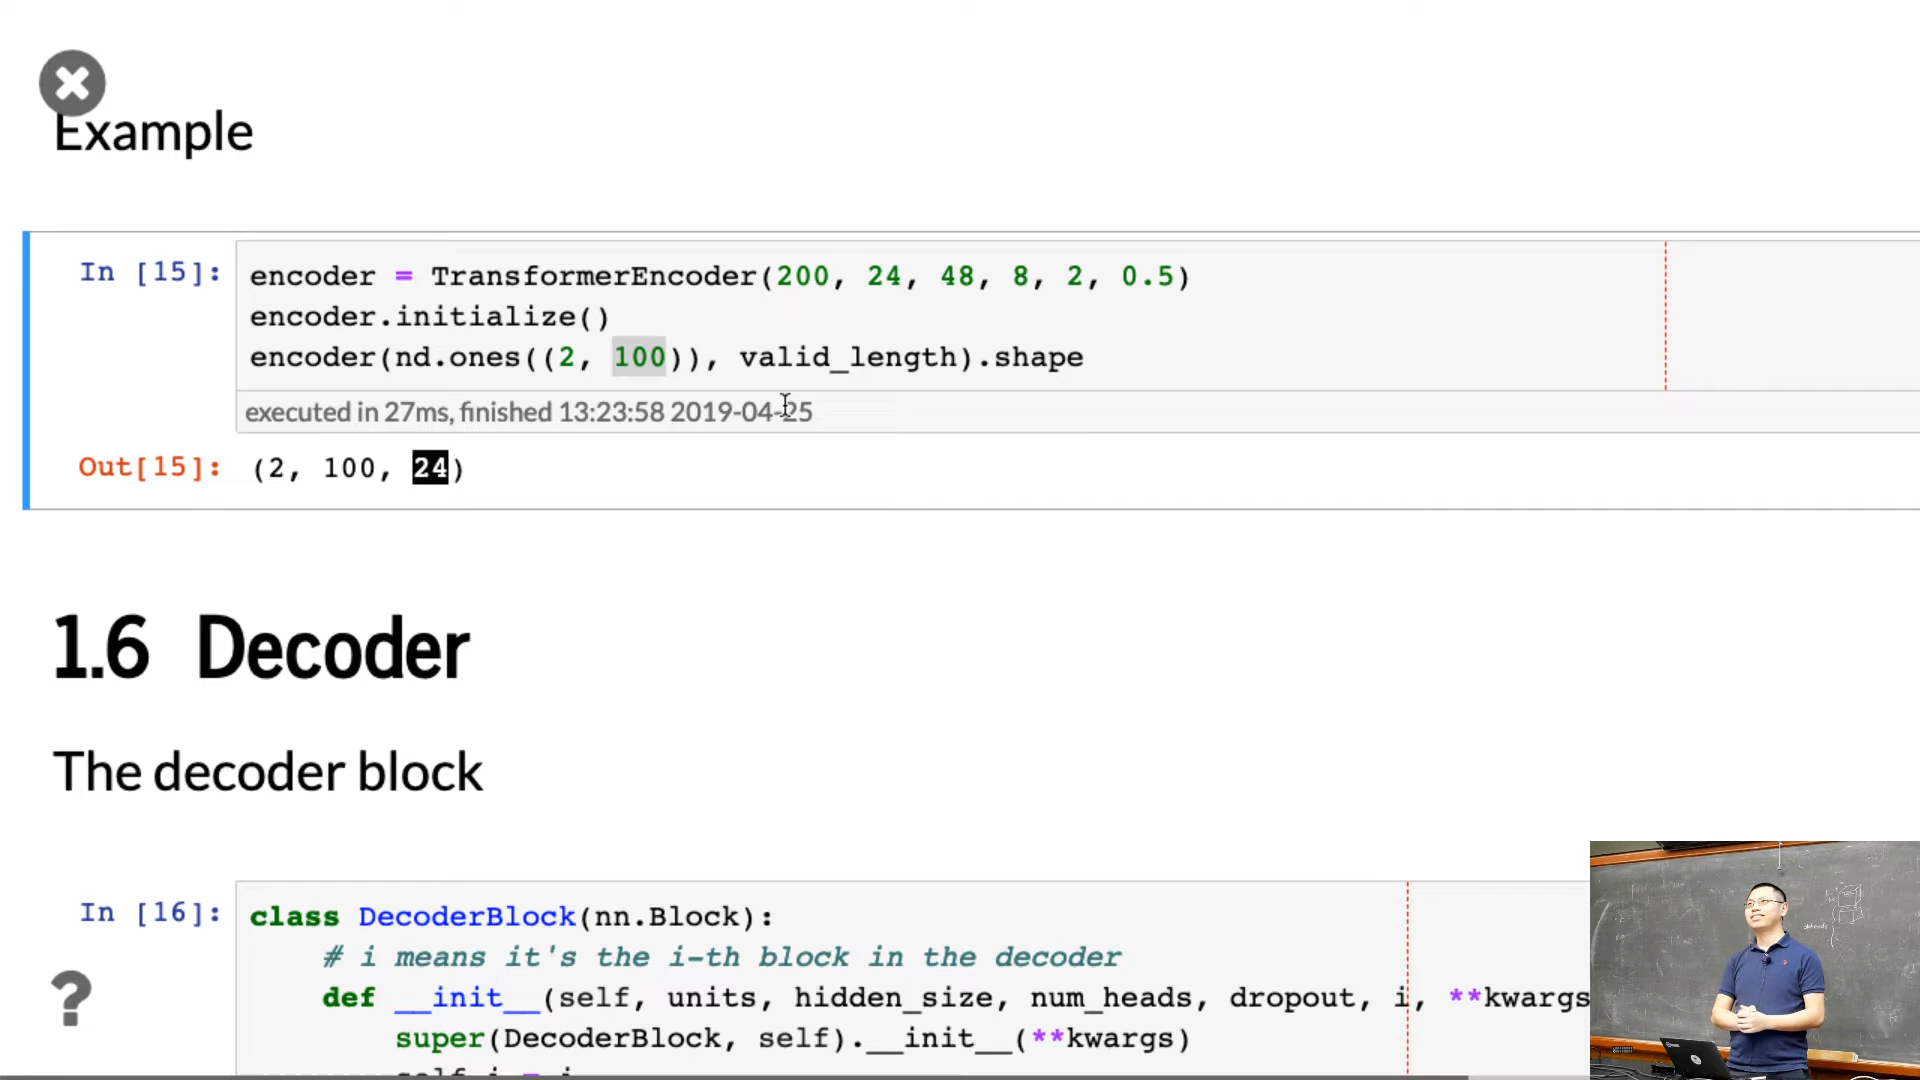 Example
In [15]:
encoder = TransformerEncoder(200, 24, 48, 8, 2, 0.5)
encoder.initialize()
encoder(nd.ones((2, 100)), valid_length).shape
executed in 27ms, finished 13:23:58 2019-04-25
Out[15]: (2, 100, 24)
1.6 Decoder
The decoder block
In [16]:
class DecoderBlock(nn.Block):
# i means it's the i-th block in the decoder
def __init__(self, units, hidden_size, num_heads, dropout, i, **kwargs
super(DecoderBlock, self).__init__(**kwargs)
self.i = i
?